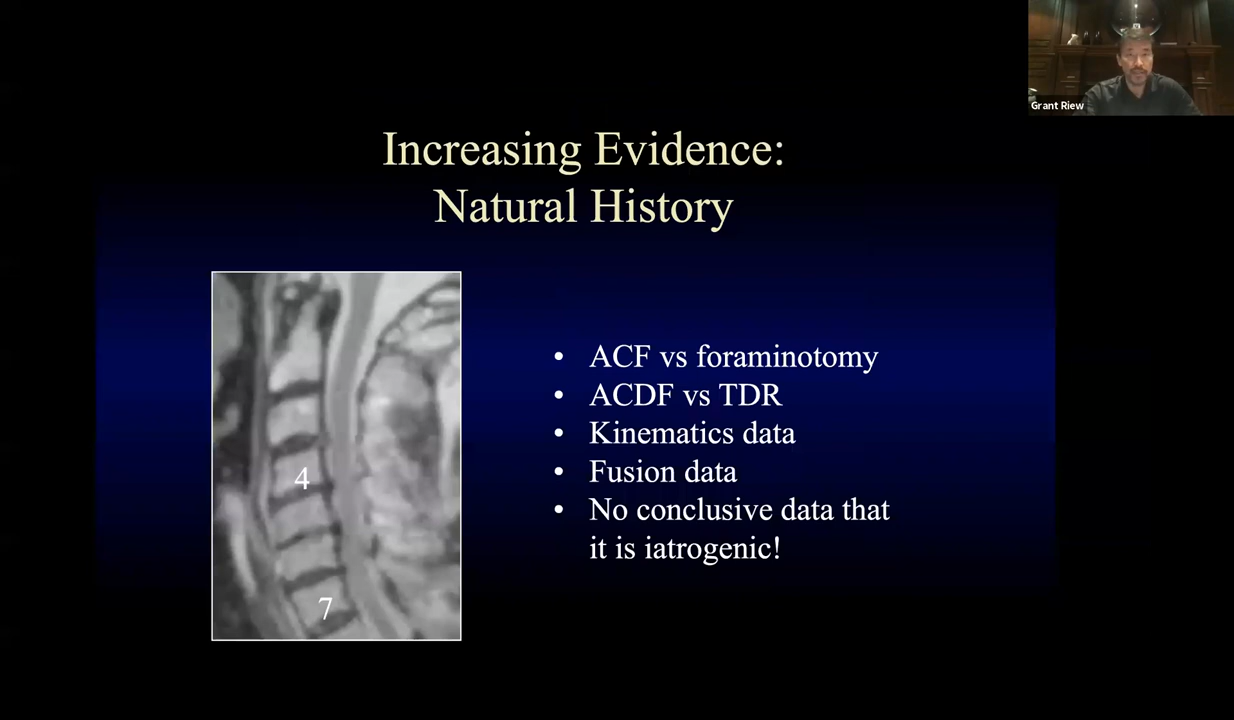 Grant Riew
Increasing Evidence:
Natural History
4
7
• ACF vs foraminotomy
• ACDF vs TDR
• Kinematics data
• Fusion data
• No conclusive data that
it is iatrogenic!